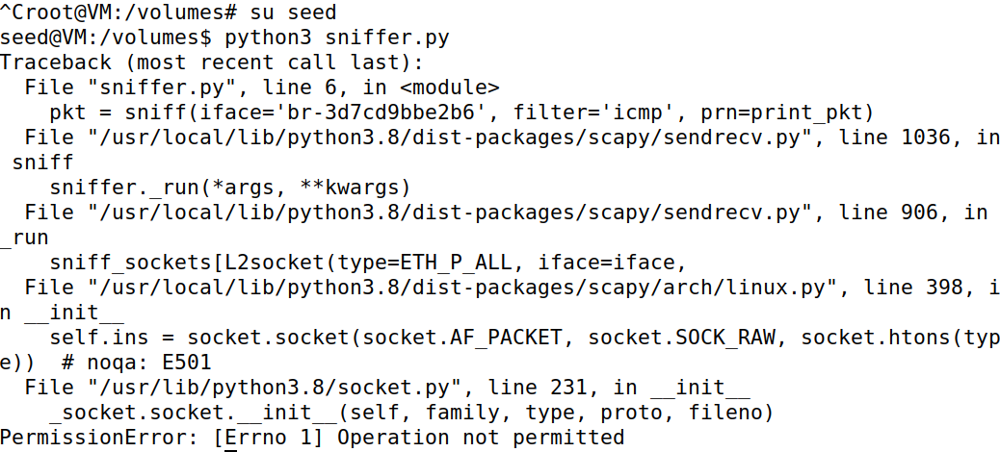 ^Croot@VM:/volumes# su seed
seed@VM:/volumes$ python3 sniffer.py
Traceback (most recent call last):
  File "sniffer.py", line 6, in <module>
    pkt = sniff(iface='br-3d7cd9bbe2b6', filter='icmp', prn=print_pkt)
  File "/usr/local/lib/python3.8/dist-packages/scapy/sendrecv.py", line 1036, in
 sniff
    sniffer._run(*args, **kwargs)
  File "/usr/local/lib/python3.8/dist-packages/scapy/sendrecv.py", line 906, in
_run
    sniff_sockets[L2socket(type=ETH_P_ALL, iface=iface,
  File "/usr/local/lib/python3.8/dist-packages/scapy/arch/linux.py", line 398, i
n __init__
    self.ins = socket.socket(socket.AF_PACKET, socket.SOCK_RAW, socket.htons(typ
e))  # noqa: E501
  File "/usr/lib/python3.8/socket.py", line 231, in __init__
    _socket.socket.__init__(self, family, type, proto, fileno)
PermissionError: [Errno 1] Operation not permitted